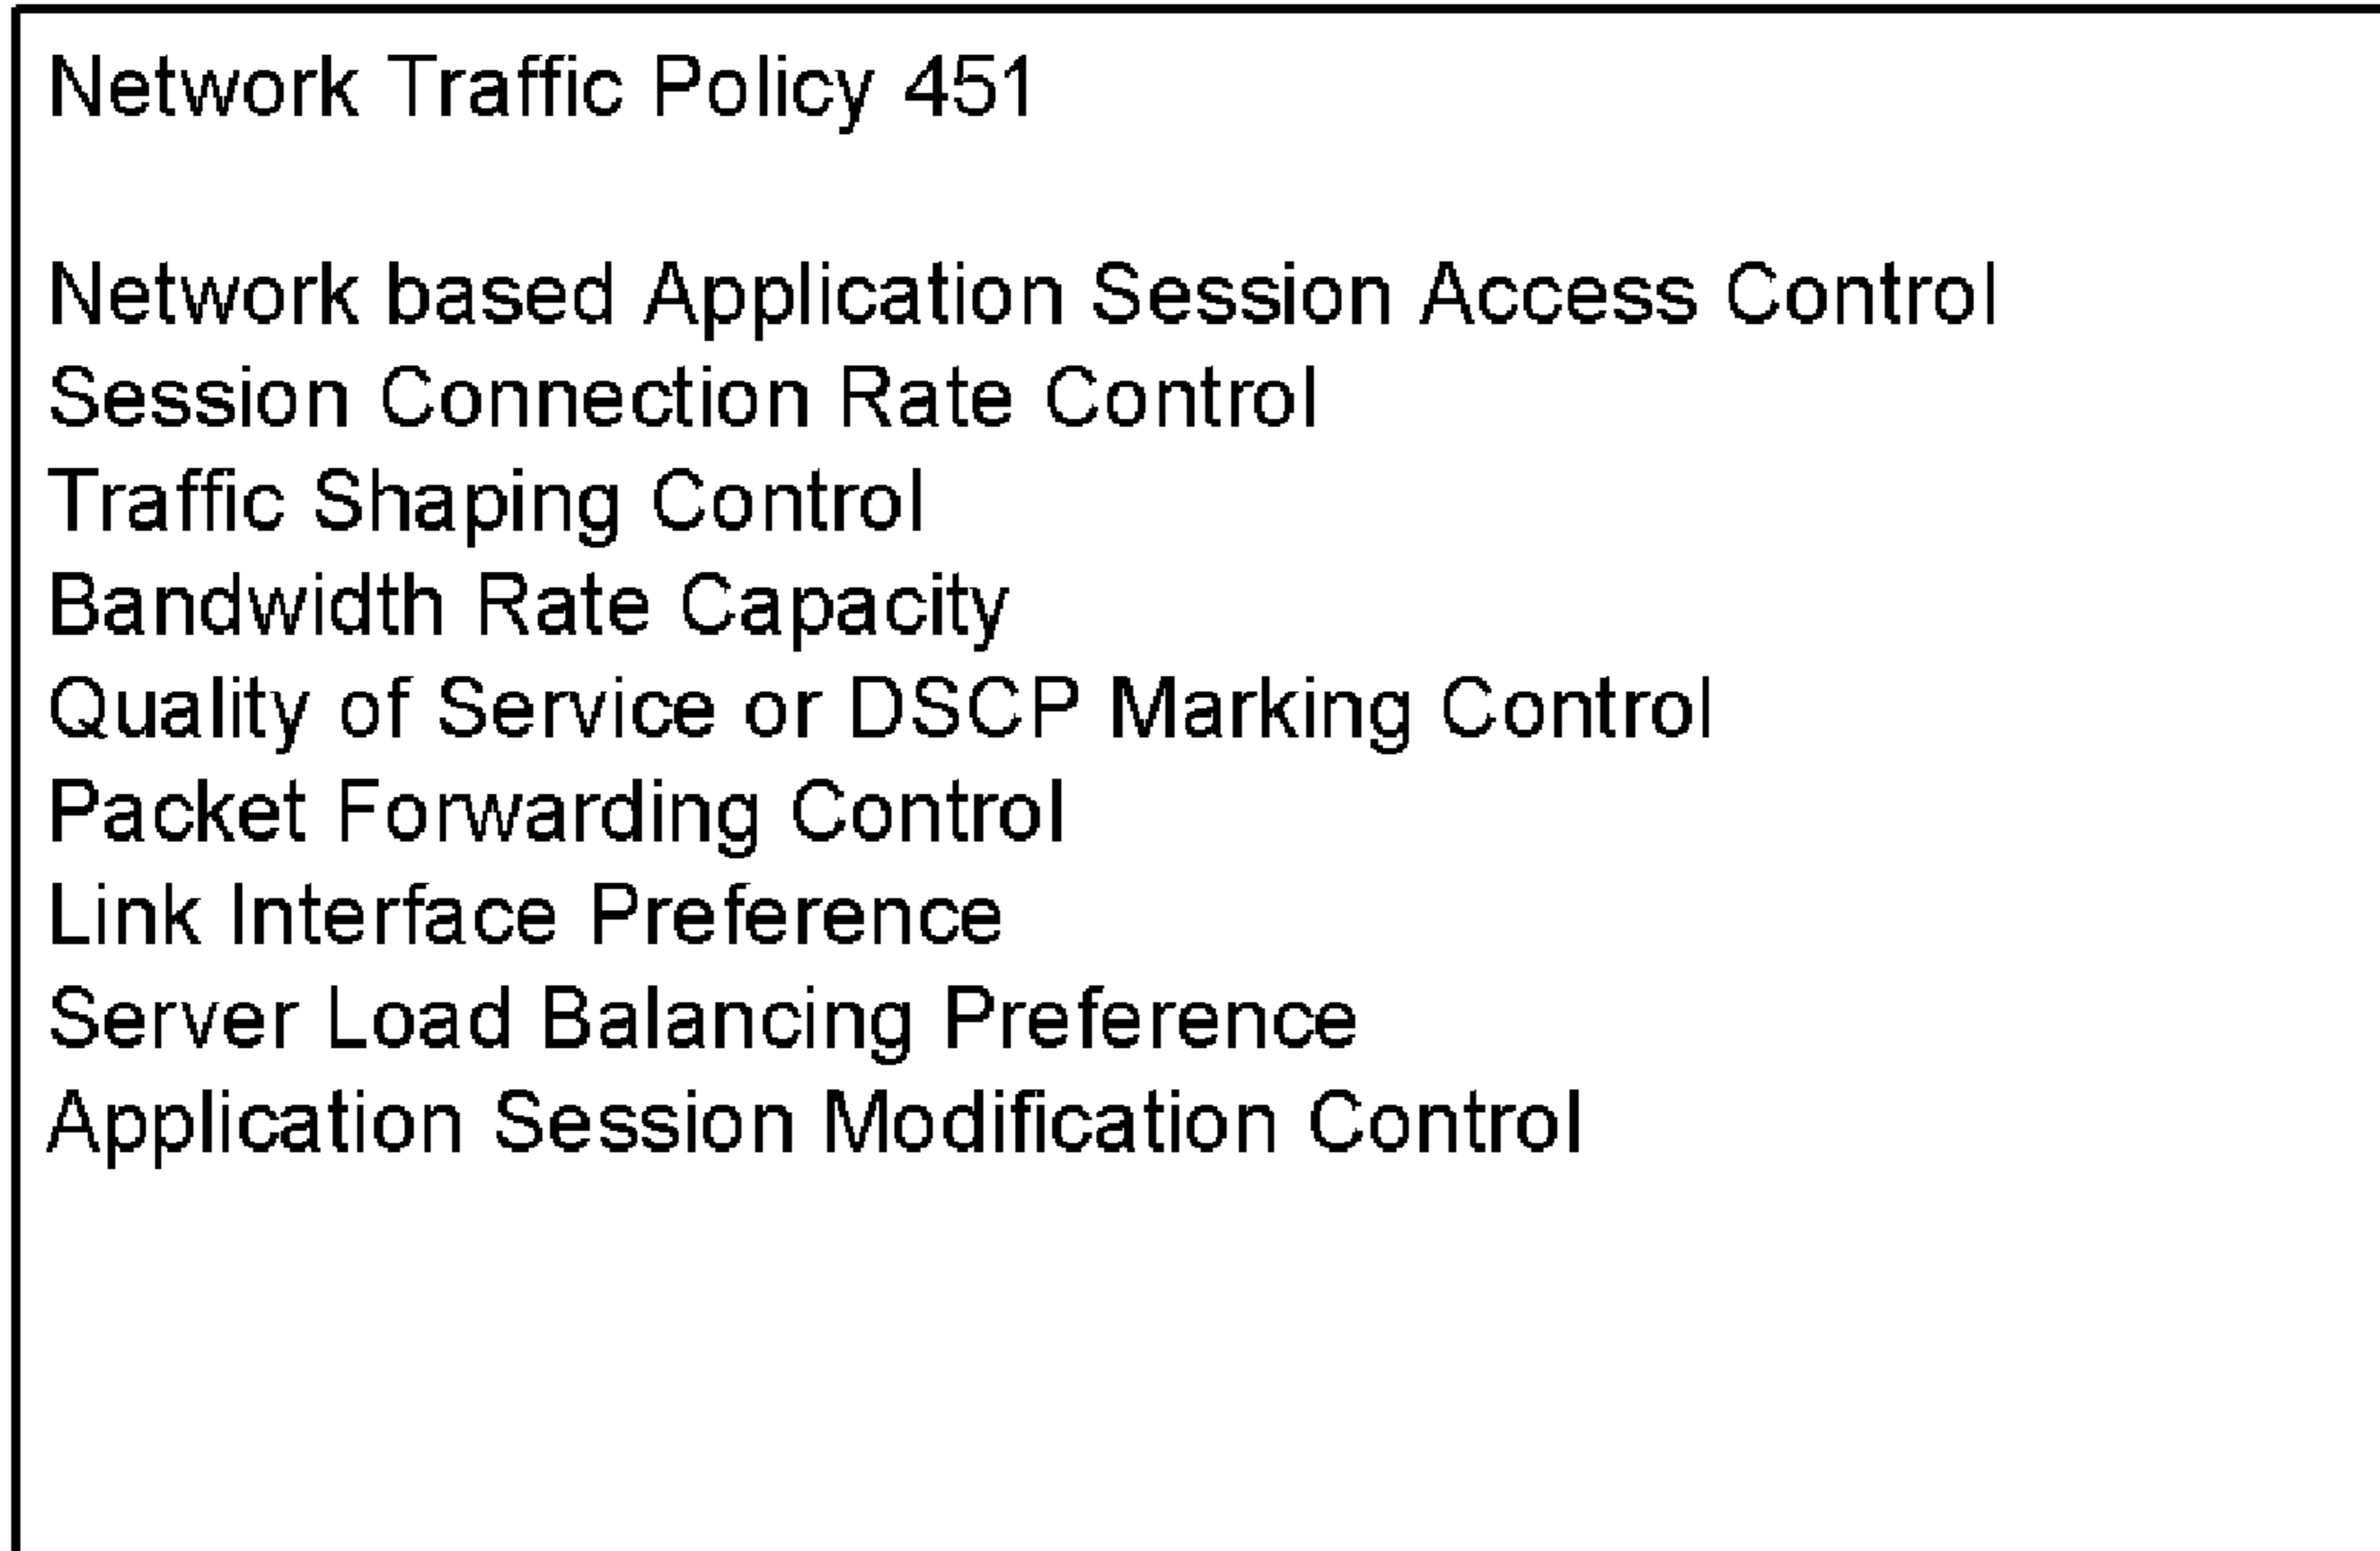 Network Traffic Policy 451
Network based Application Session Access Control
Session Connection Rate Control
Traffic Shaping Control
Bandwidth Rate Capacity
Quality of Service or DSCP Marking Control
Packet Forwarding Control
Link Interface Preference
Server Load Balancing Preference
Application Session Modification Control